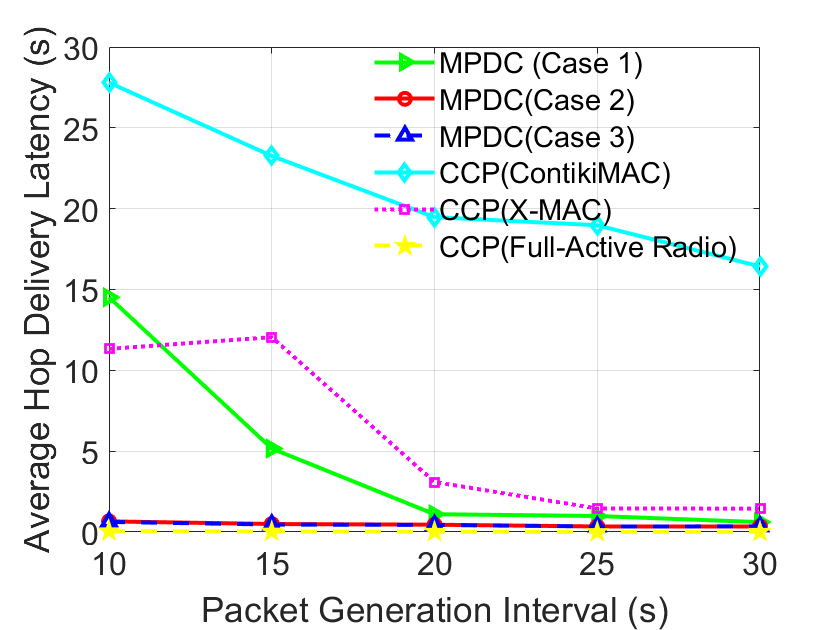 Average Hop Delivery Latency (s)
30
25
20
15
10
5
0
MPDC (Case 1)
MPDC(Case 2)
MPDC(Case 3)
CCP(ContikiMAC)
CCP(X-MAC)
CCP(Full-Active Radio)
10 15 20 25 30
Packet Generation Interval (s)